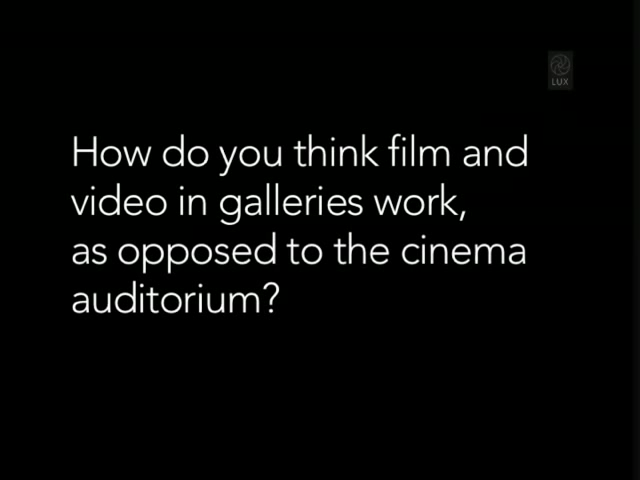 LUX
How do you think film and
video in galleries work,
as opposed to the cinema
auditorium?